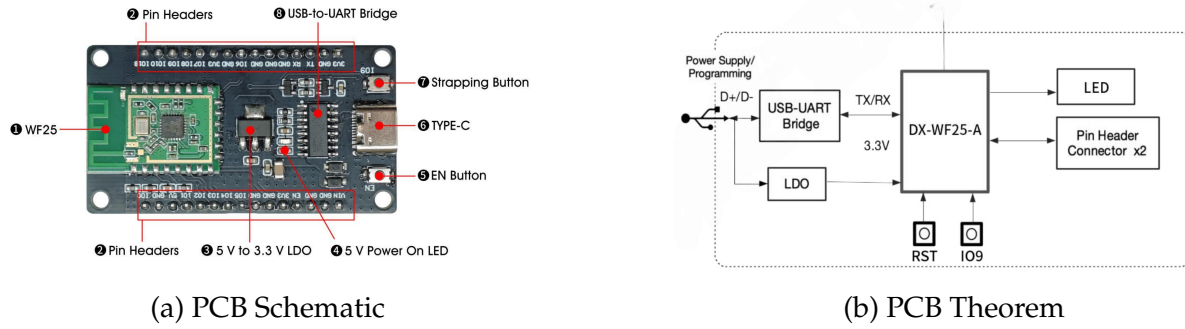 ❷ Pin Headers
❽ USB-to-UART Bridge
IO9
❼ Strapping Button
❶ WF25
❻ TYPE-C
❺ EN Button
EN
❷ Pin Headers
❸ 5 V to 3.3 V LDO
❹ 5 V Power On LED
(a) PCB Schematic
Power Supply/
Programming
D+/D-
USB-UART
Bridge
TX/RX
3.3V
DX-WF25-A
LED
Pin Header
Connector x2
LDO
RST
IO9
(b) PCB Theorem